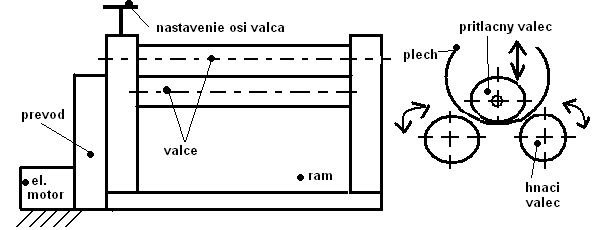 nastavenie osi valca
pritlacny valec
plech
prevod
valce
el.
motor
ram
hnaci
valec